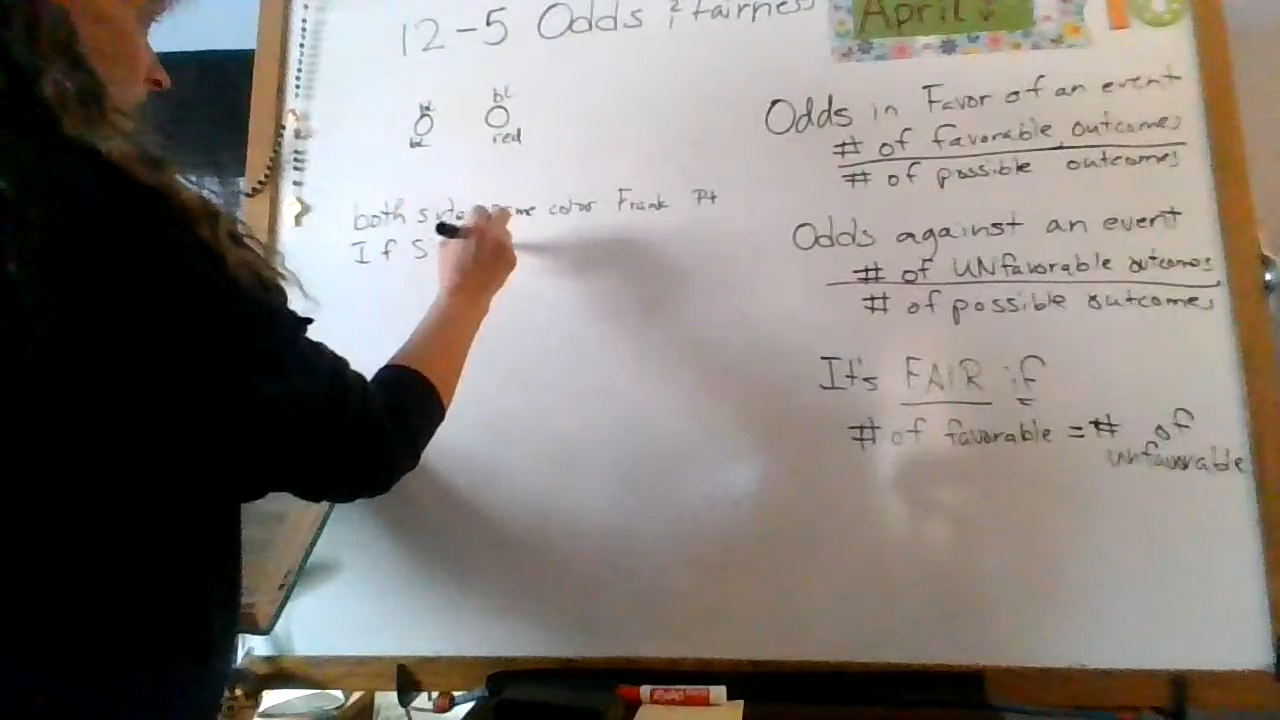 12-5 Odds & fairness
April
10
bl bl
bl red
both side same color Frank Pt
If S
Odds in Favor of an event
# of favorable outcomes
# of possible outcomes
Odds against an event
# of UNfavorable outcomes
# of possible outcomes
It's FAIR if
# of favorable = # of
unfavorable